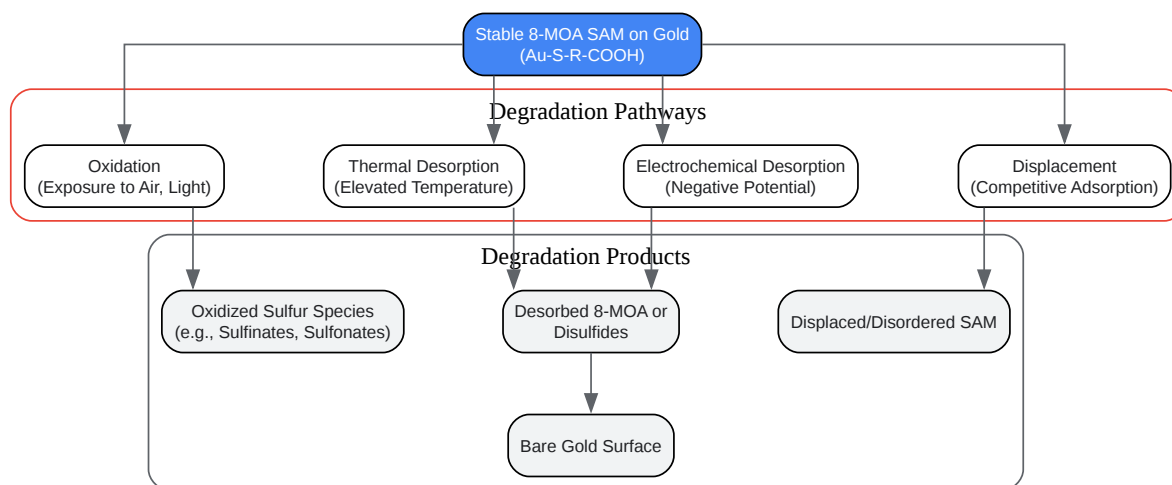 Stable 8-MOA SAM on Gold
(Au-S-R-COOH)
Degradation Pathways
Oxidation
(Exposure to Air, Light)
Thermal Desorption
(Elevated Temperature)
Electrochemical Desorption
(Negative Potential)
Displacement
(Competitive Adsorption)
Degradation Products
Oxidized Sulfur Species
(e.g., Sulfinates, Sulfonates)
Desorbed 8-MOA or
Disulfides
Displaced/Disordered SAM
Bare Gold Surface